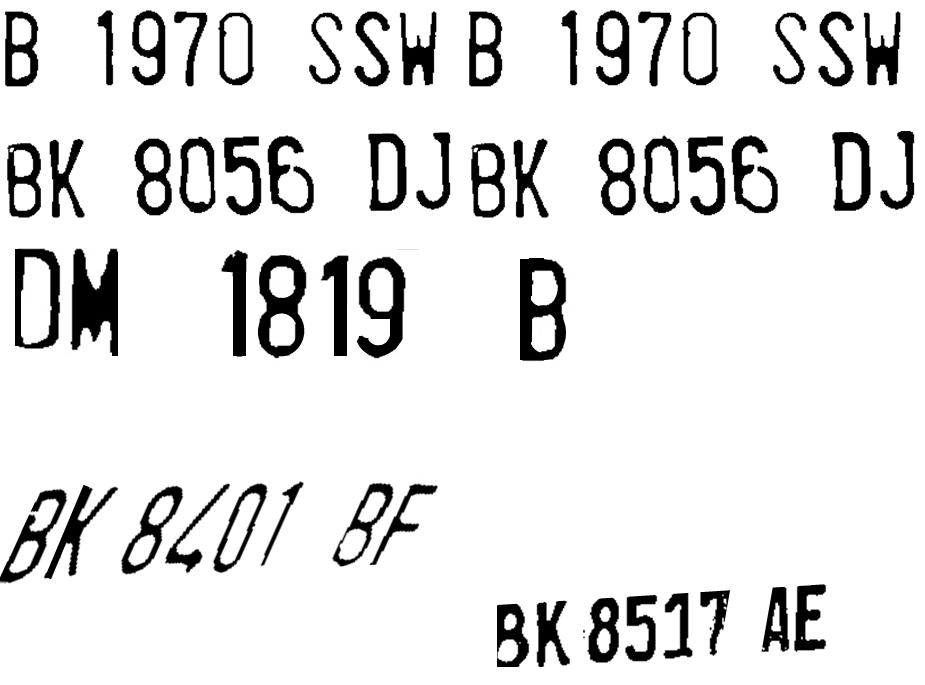 B 1970 SSW B 1970 SSW
BK 8056 DJ BK 8056 DJ
DM 1819 B
BK 8401 BF
BK 8517 AE